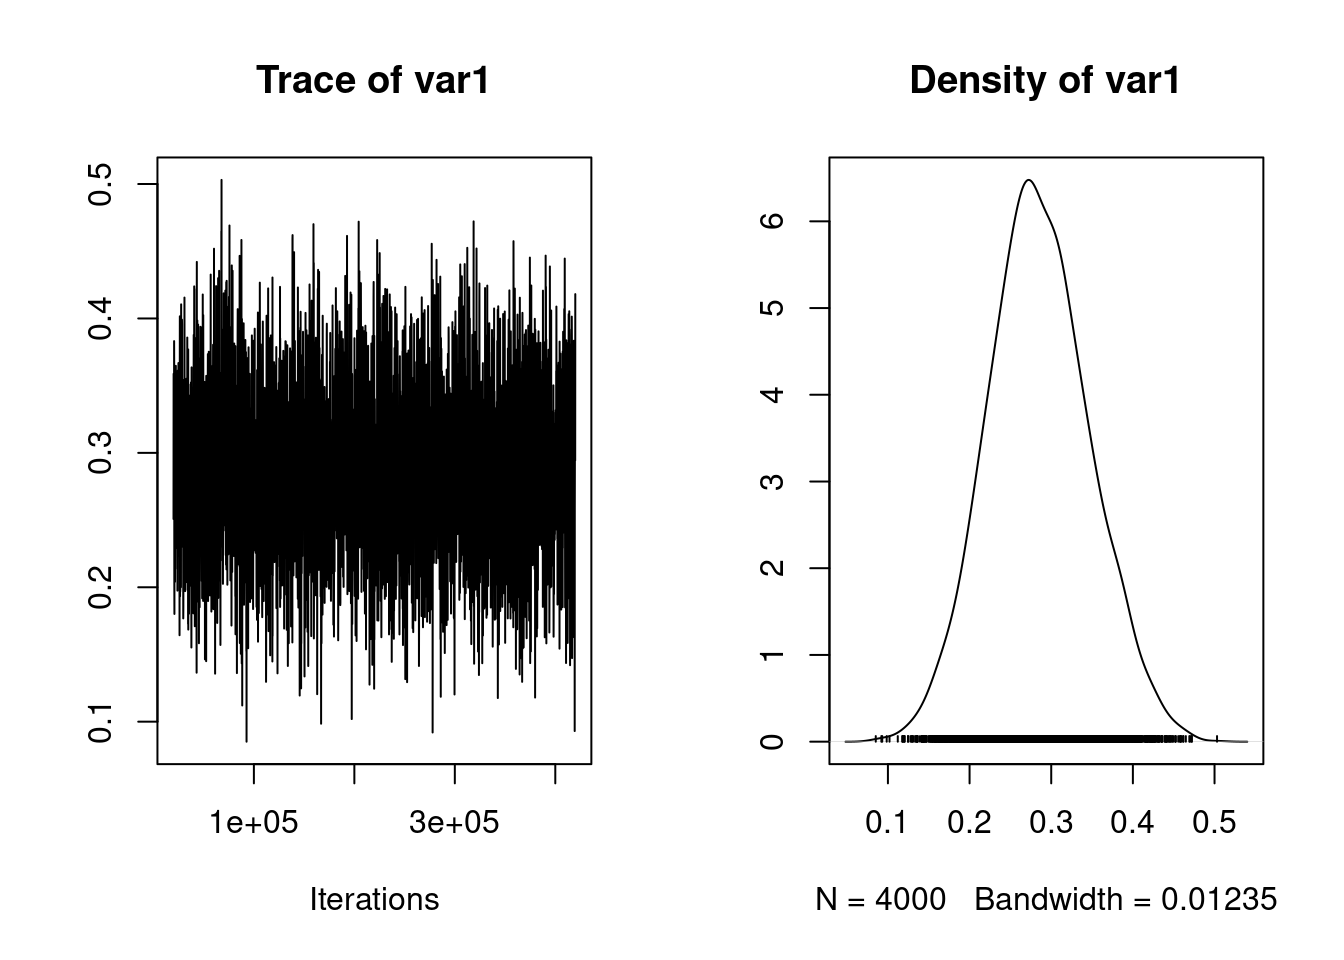 Trace of var1
0.5
0.4
0.3
0.2
0.1
1e+05 3e+05
Iterations
Density of var1
6
5
4
3
2
1
0
0.1 0.2 0.3 0.4 0.5
N = 4000 Bandwidth = 0.01235